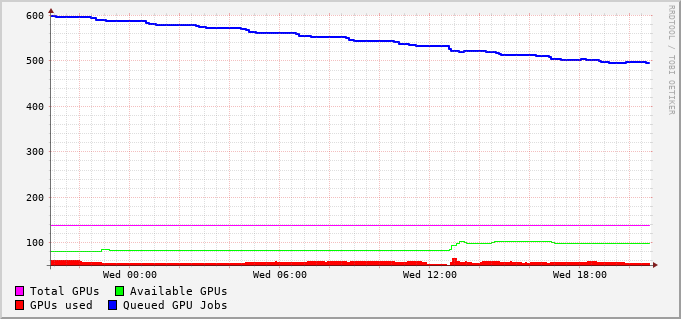 600
500
400
300
200
100
Wed 00:00 Wed 06:00 Wed 12:00 Wed 18:00
Total GPUs Available GPUs
GPUs used Queued GPU Jobs
RRDTOOL / TOBI OETIKER